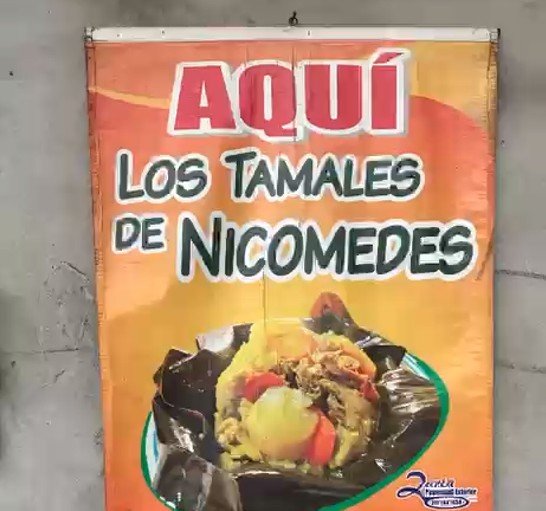 AQUÍ
LOS TAMALES
DE NICOMEDES